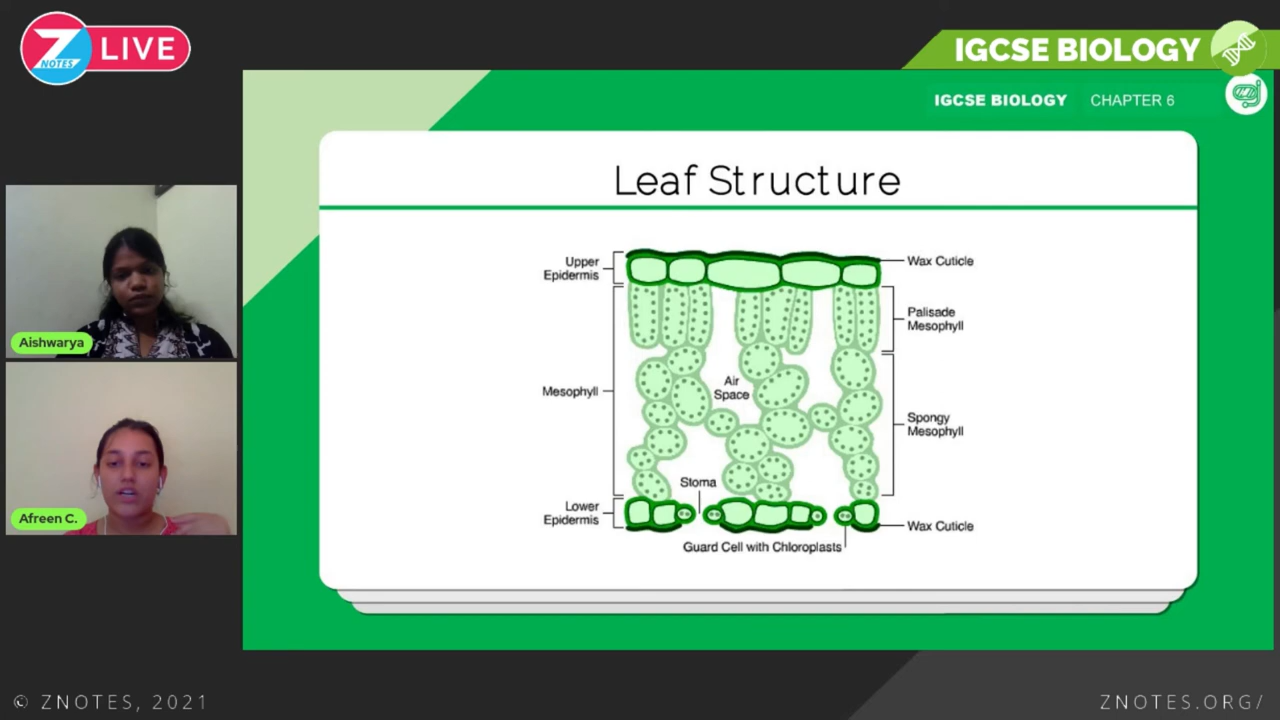 Z
NOTES
LIVE
IGCSE BIOLOGY
IGCSE BIOLOGY
CHAPTER 6
Leaf Structure
Upper
Epidermis
Wax Cuticle
Palisade
Mesophyll
Mesophyll
Air
Space
Spongy
Mesophyll
Stoma
Lower
Epidermis
Wax Cuticle
Guard Cell with Chloroplasts
Aishwarya
Afreen C.
© ZNOTES, 2021
ZNOTES.ORG/